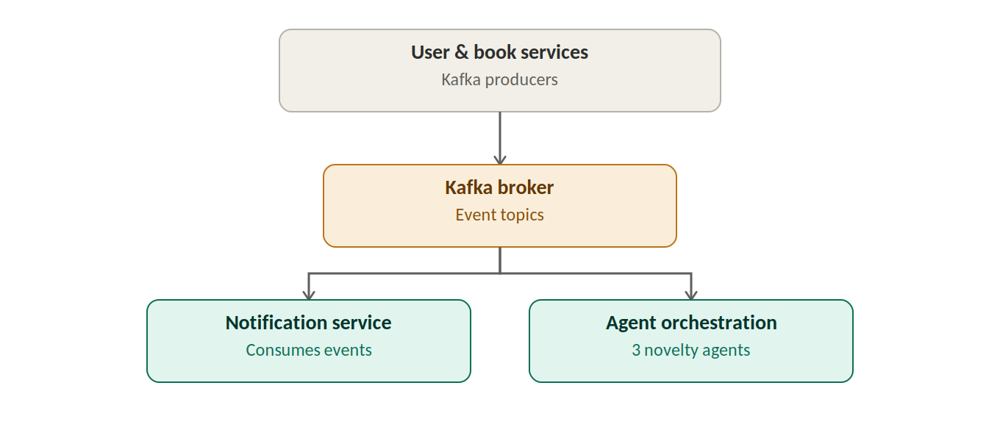 User & book services
Kafka producers
Kafka broker
Event topics
Notification service
Consumes events
Agent orchestration
3 novelty agents